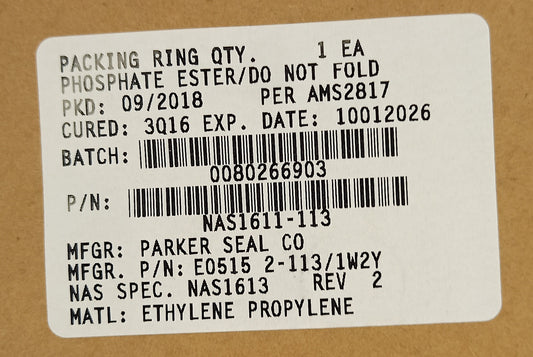 PACKING RING QTY. 1 EA
PHOSPHATE ESTER/DO NOT FOLD
PKD: 09/2018 PER AMS2817
CURED: 3Q16 EXP. DATE: 10012026
BATCH:
0080266903
P/N:
NAS1611-113
MFGR: PARKER SEAL CO
MFGR. P/N: E0515 2-113/1W2Y
NAS SPEC. NAS1613 REV 2
MATL: ETHYLENE PROPYLENE